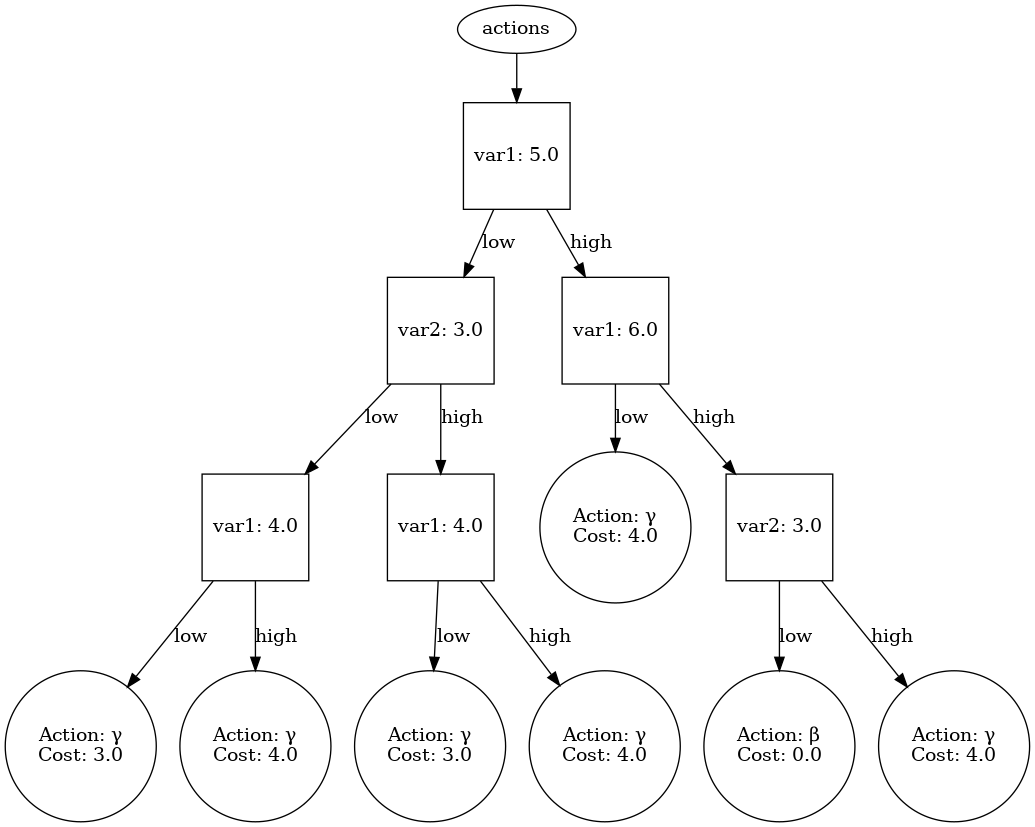 actions
var1: 5.0
low
high
var2: 3.0
var1: 6.0
low
high
low
high
var1: 4.0
var1: 4.0
Action: γ
Cost: 4.0
var2: 3.0
low
high
low
high
low
high
Action: γ
Cost: 3.0
Action: γ
Cost: 4.0
Action: γ
Cost: 3.0
Action: γ
Cost: 4.0
Action: β
Cost: 0.0
Action: γ
Cost: 4.0